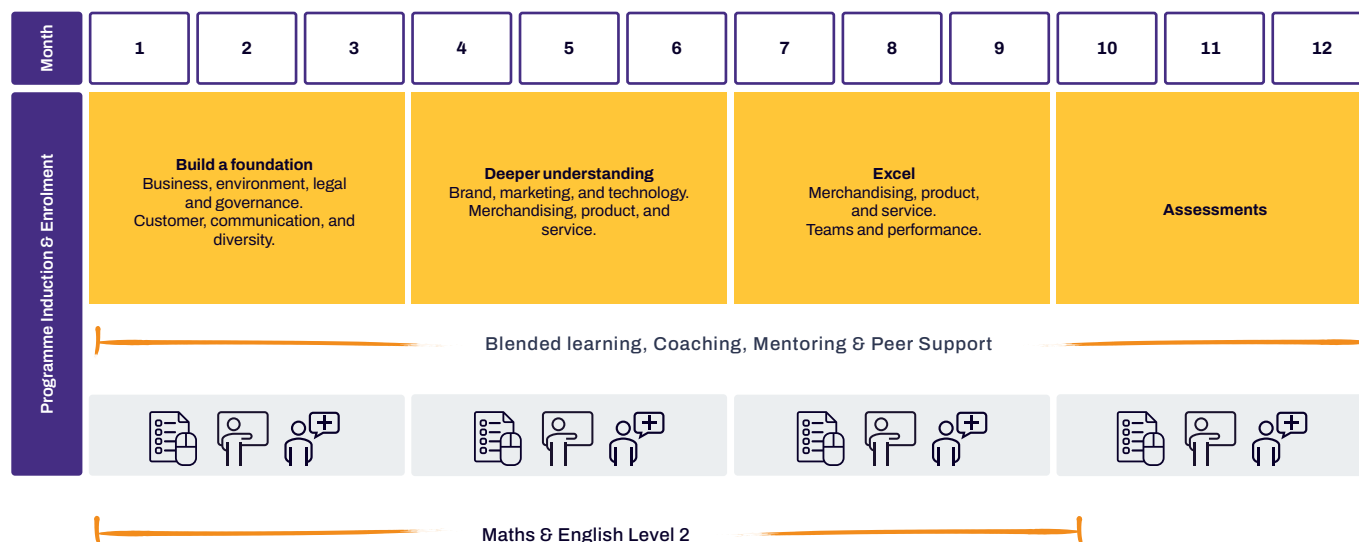 Month
1
2
3
4
5
6
7
8
9
10
11
12
Programme Induction & Enrolment
Build a foundation
Business, environment, legal
and governance.
Customer, communication, and
diversity.
Deeper understanding
Brand, marketing, and technology.
Merchandising, product, and
service.
Excel
Merchandising, product,
and service.
Teams and performance.
Assessments
Blended learning, Coaching, Mentoring & Peer Support
Maths & English Level 2